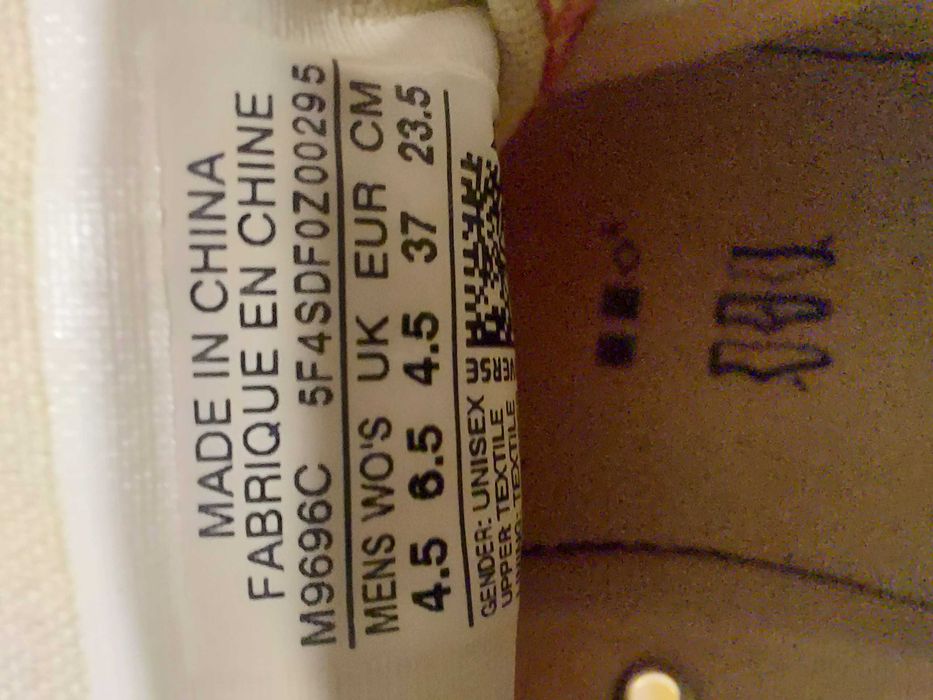 MADE IN CHINA
FABRIQUE EN CHINE
M9696C 5F4SDF0Z00295
MENS WO'S UK EUR CM
4.5 6.5 4.5 37 23.5
GENDER: UNISEX
UPPER: TEXTILE
TEXTILE